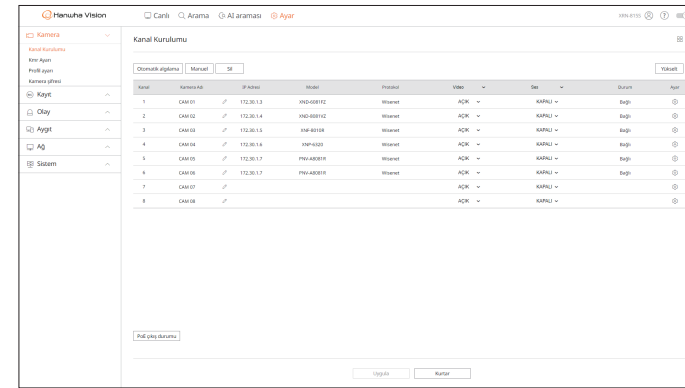 Hanwha Vision
Canlı Arama AI araması Ayar
XRN-815S
Kamera
Kanal Kurulumu
Kmr Ayarı
Profil ayarı
Kamera şifresi
Kayıt
Olay
Aygıt
Ağ
Sistem
Kanal Kurulumu
Otomatik algılama Manuel Sil Yükselt
Kanal Kamera Adı IP Adresi Model Protokol Video Ses Durum Ayar
1 CAM 01 172.30.1.3 XND-6081FZ Wisenet AÇIK KAPALI Bağlı
2 CAM 02 172.30.1.4 XND-8081VZ Wisenet AÇIK KAPALI Bağlı
3 CAM 03 172.30.1.5 XNF-8010R Wisenet AÇIK KAPALI Bağlı
4 CAM 04 172.30.1.6 XNP-6320 Wisenet AÇIK KAPALI Bağlı
5 CAM 05 172.30.1.7 PNV-A9081R Wisenet AÇIK KAPALI Bağlı
6 CAM 06 172.30.1.7 PNV-A9081R Wisenet AÇIK KAPALI Bağlı
7 CAM 07 AÇIK KAPALI
8 CAM 08 AÇIK KAPALI
PoE çıkış durumu
Uygula Kurtar